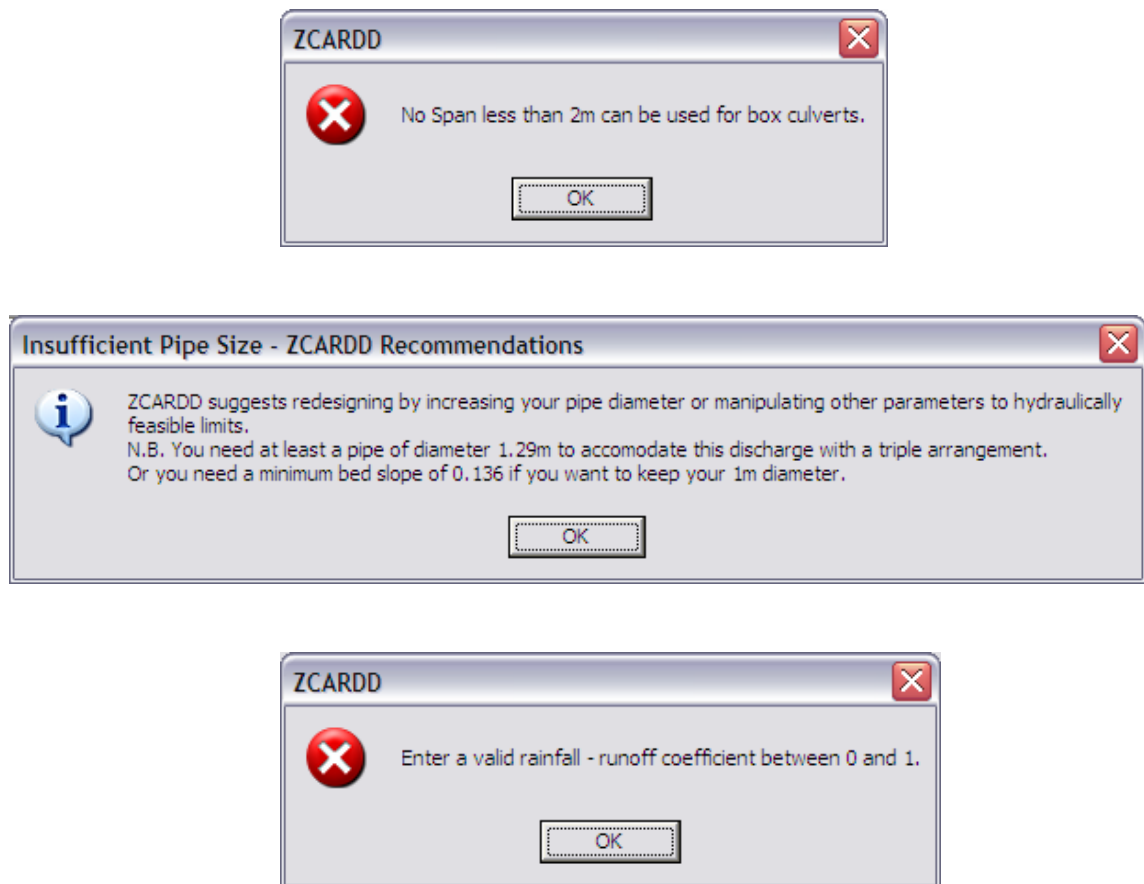 ZCARDD
No Span less than 2m can be used for box culverts.
OK
Insufficient Pipe Size - ZCARDD Recommendations
ZCARDD suggests redesigning by increasing your pipe diameter or manipulating other parameters to hydraulically
feasible limits.
N.B. You need at least a pipe of diameter 1.29m to accomodate this discharge with a triple arrangement.
Or you need a minimum bed slope of 0.136 if you want to keep your 1m diameter.
OK
ZCARDD
Enter a valid rainfall - runoff coefficient between 0 and 1.
OK